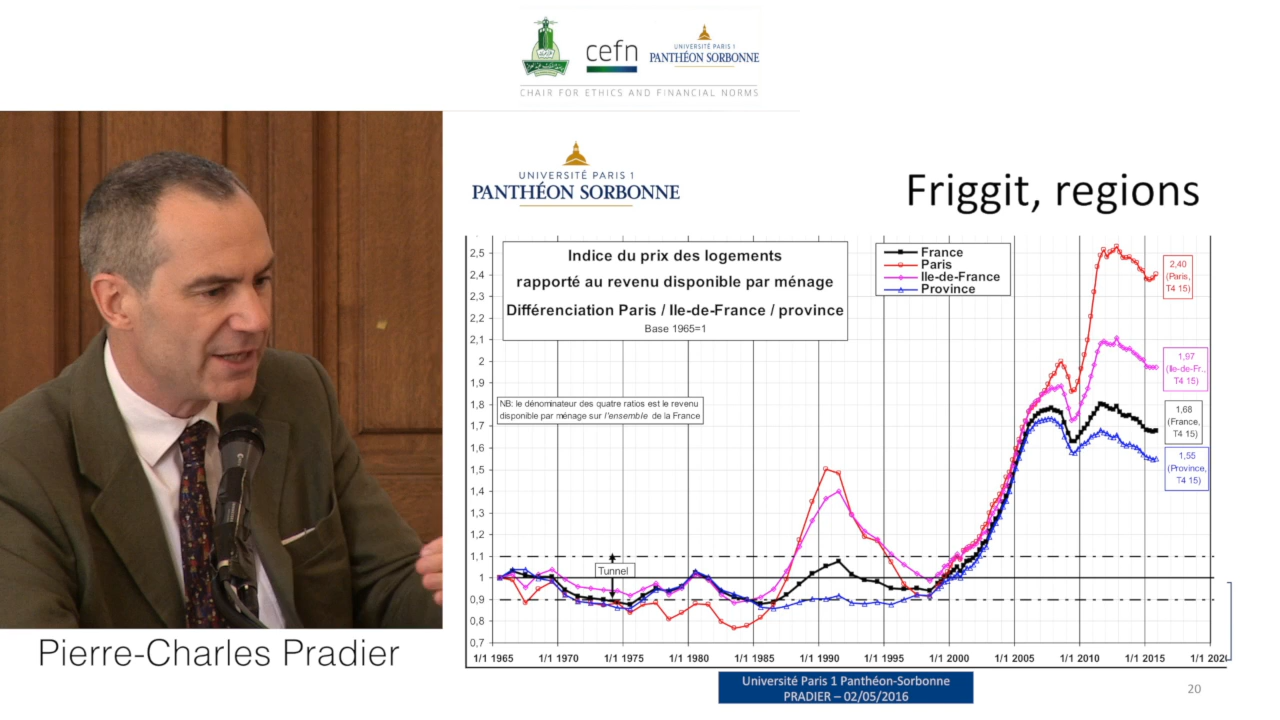 cefn
UNIVERSITÉ PARIS 1
PANTHÉON SORBONNE
CHAIR FOR ETHICS AND FINANCIAL NORMS
UNIVERSITÉ PARIS 1
PANTHÉON SORBONNE
Friggit, regions
Indice du prix des logements
rapporté au revenu disponible par ménage
Différenciation Paris / Ile-de-France / province
Base 1965=1
France
Paris
Ile-de-France
Province
NB: le dénominateur des quatre ratios est le revenu
disponible par ménage sur l'ensemble de la France
Tunnel
2,5
2,4
2,3
2,2
2,1
2
1,9
1,8
1,7
1,6
1,5
1,4
1,3
1,2
1,1
1
0,9
0,8
0,7
2,40
(Paris,
T4 15)
1,97
(Ile-de-Fr.,
T4 15)
1,68
(France,
T4 15)
1,55
(Province,
T4 15)
1/1 1965 1/1 1970 1/1 1975 1/1 1980 1/1 1985 1/1 1990 1/1 1995 1/1 2000 1/1 2005 1/1 2010 1/1 2015 1/1
Pierre-Charles Pradier
Université Paris 1 Panthéon-Sorbonne
PRADIER – 02/05/2016
20